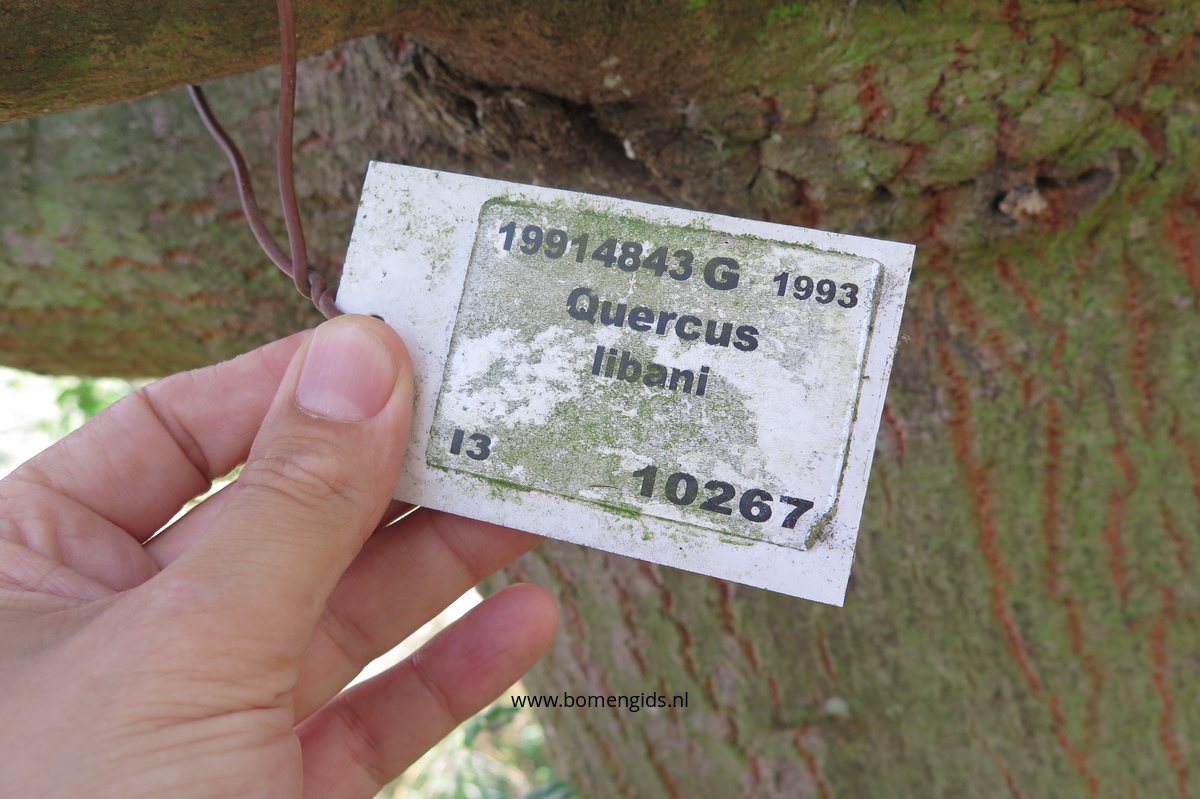 19914843 G 1993
Quercus
libani
I3 10267
www.bomengids.nl